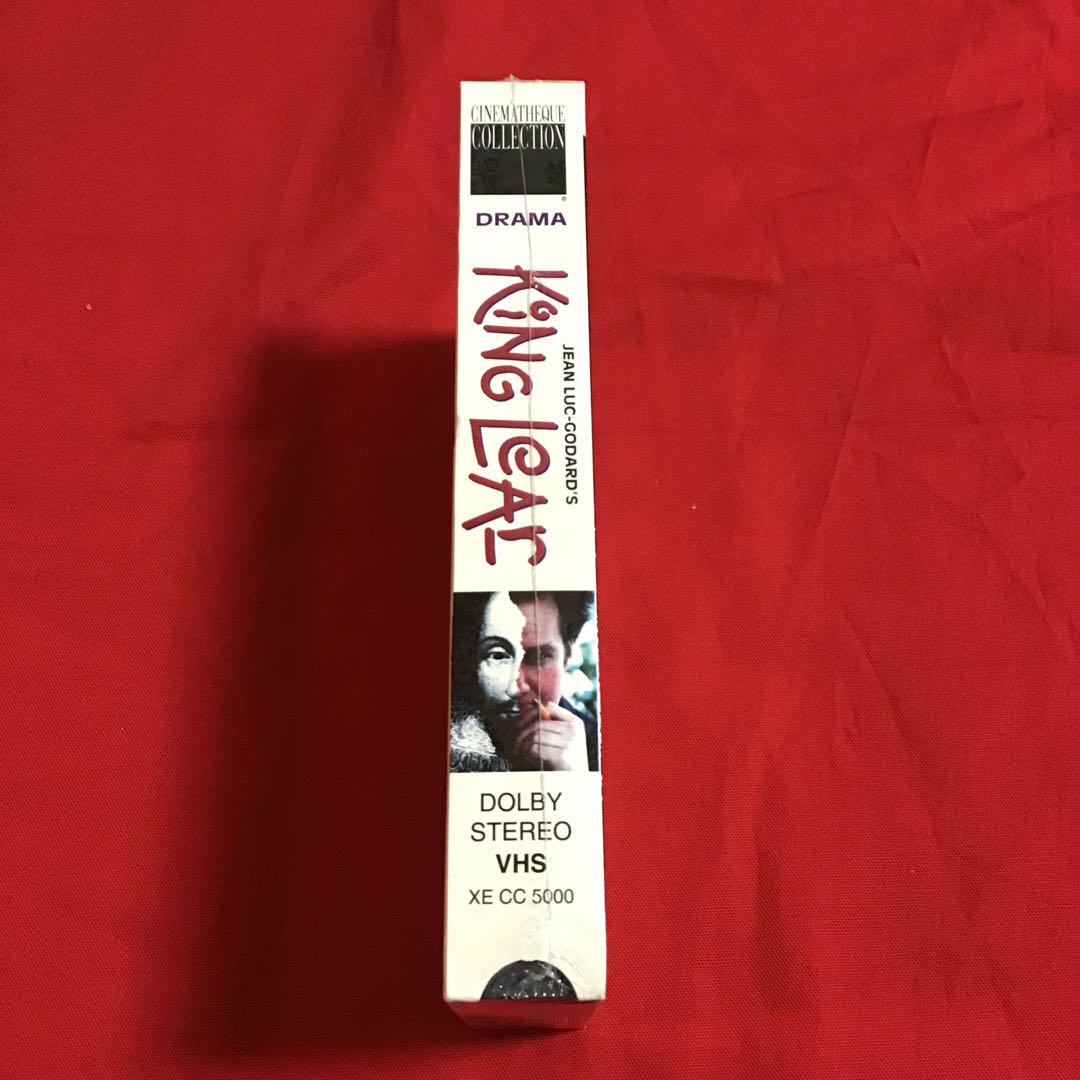 CINEMATHEQUE
COLLECTION
DRAMA
JEAN LUC-GODARD'S
KiNG LeAr
DOLBY
STEREO
VHS
XE CC 5000